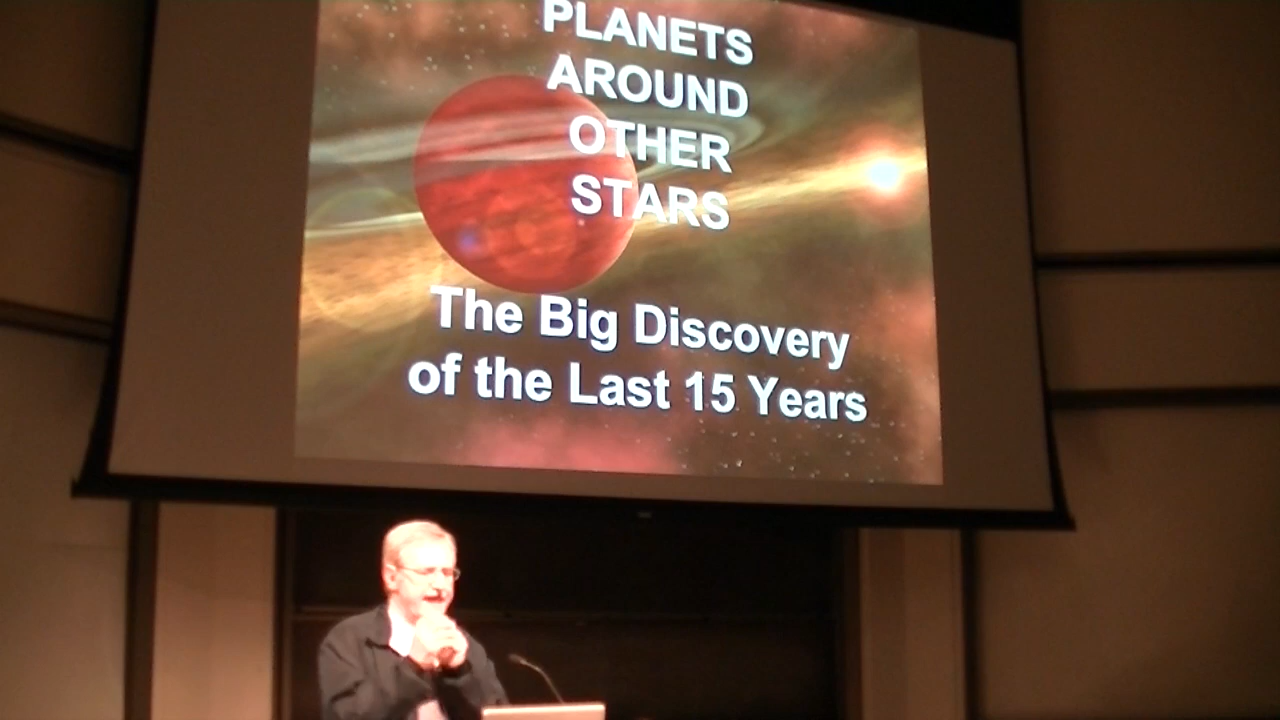 PLANETS
AROUND
OTHER
STARS
The Big Discovery
of the Last 15 Years